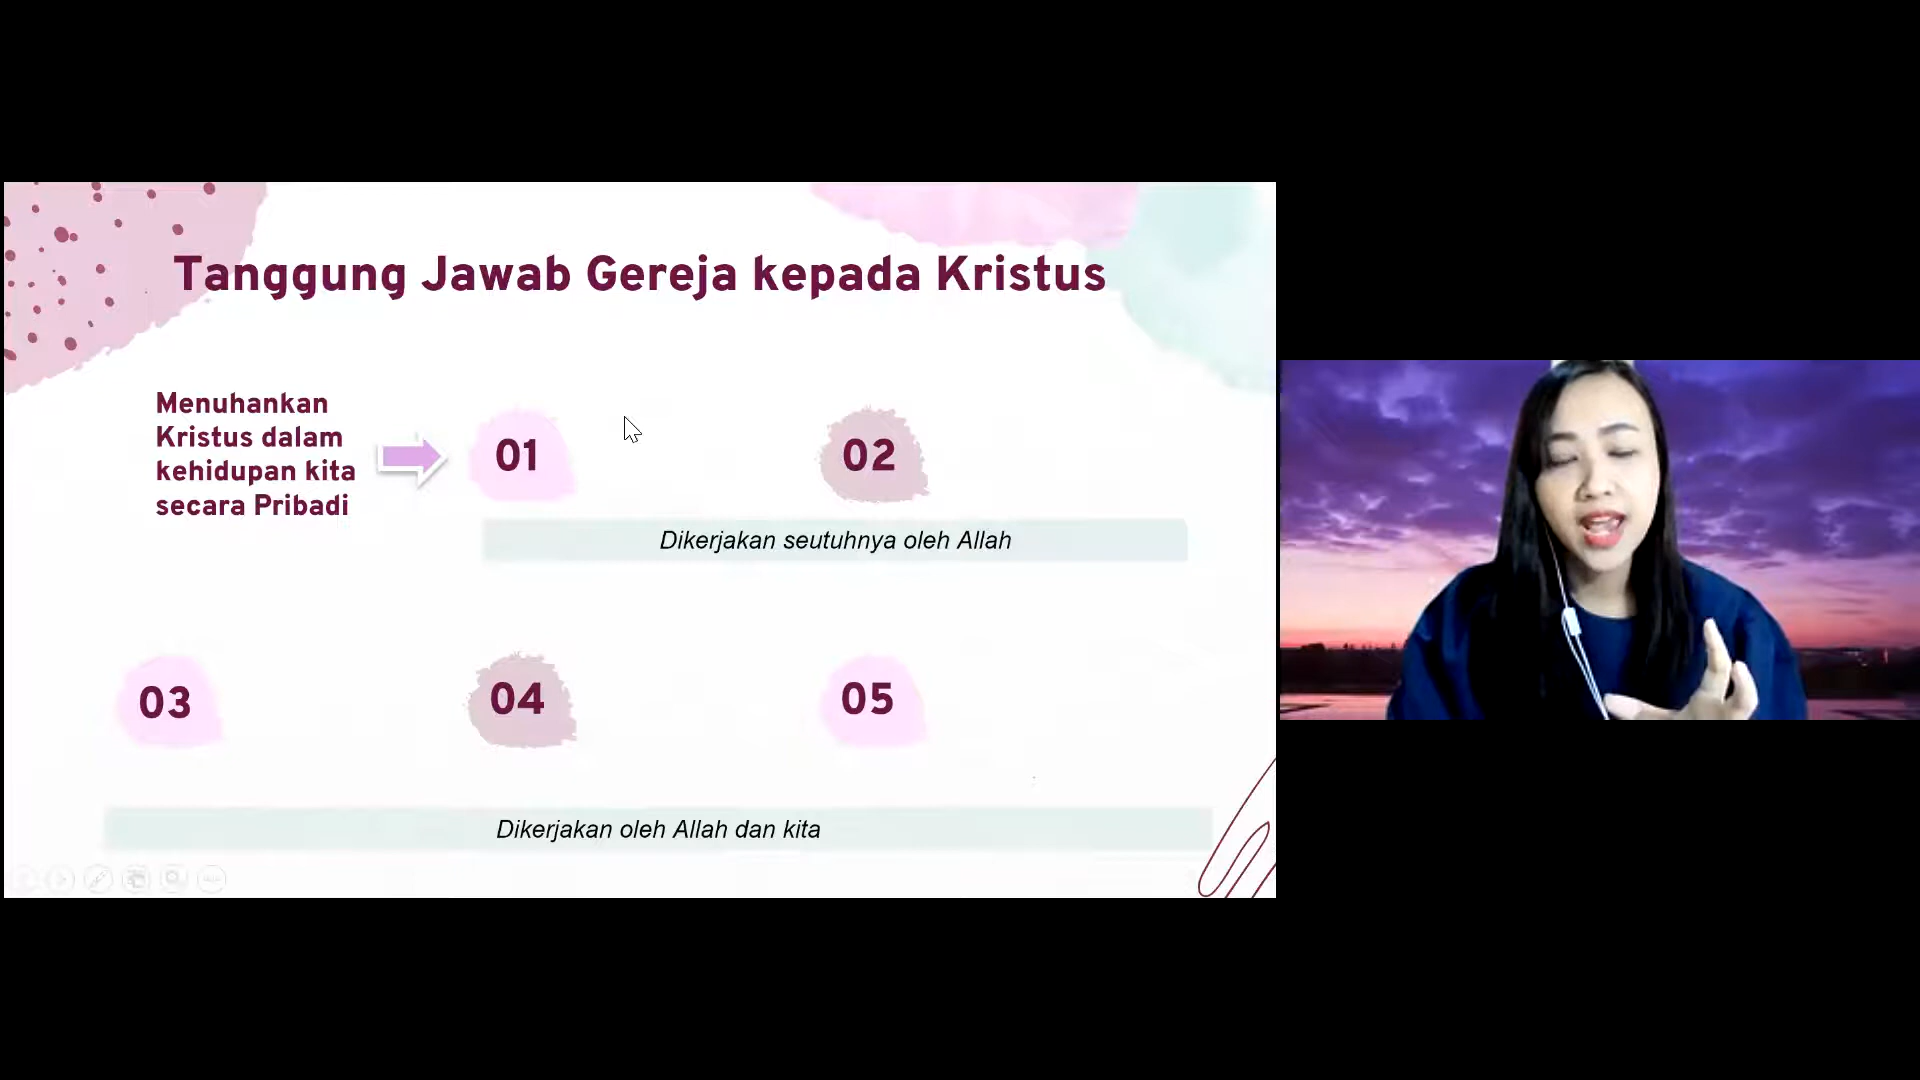 Tanggung Jawab Gereja kepada Kristus
Menuhankan
Kristus dalam
kehidupan kita
secara Pribadi
01
02
Dikerjakan seutuhnya oleh Allah
03
04
05
Dikerjakan oleh Allah dan kita